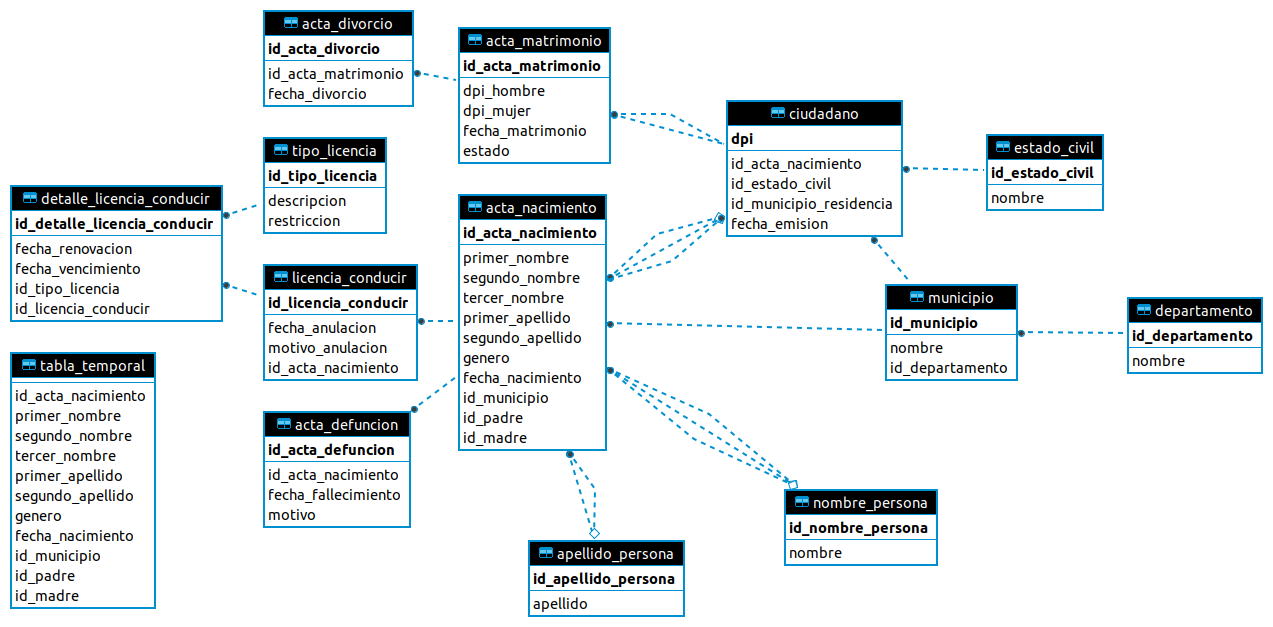 acta_divorcio
id_acta_divorcio
id_acta_matrimonio
fecha_divorcio
acta_matrimonio
id_acta_matrimonio
dpi_hombre
dpi_mujer
fecha_matrimonio
estado
ciudadano
dpi
id_acta_nacimiento
id_estado_civil
id_municipio_residencia
fecha_emision
estado_civil
id_estado_civil
nombre
tipo_licencia
id_tipo_licencia
descripcion
restriccion
detalle_licencia_conducir
id_detalle_licencia_conducir
fecha_renovacion
fecha_vencimiento
id_tipo_licencia
id_licencia_conducir
acta_nacimiento
id_acta_nacimiento
primer_nombre
segundo_nombre
tercer_nombre
primer_apellido
segundo_apellido
genero
fecha_nacimiento
id_municipio
id_padre
id_madre
licencia_conducir
id_licencia_conducir
fecha_anulacion
motivo_anulacion
id_acta_nacimiento
municipio
id_municipio
nombre
id_departamento
departamento
id_departamento
nombre
tabla_temporal
id_acta_nacimiento
primer_nombre
segundo_nombre
tercer_nombre
primer_apellido
segundo_apellido
genero
fecha_nacimiento
id_municipio
id_padre
id_madre
acta_defuncion
id_acta_defuncion
id_acta_nacimiento
fecha_fallecimiento
motivo
nombre_persona
id_nombre_persona
nombre
apellido_persona
id_apellido_persona
apellido